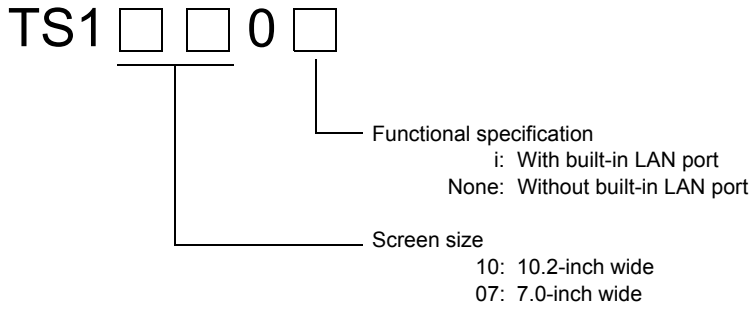 TS1 □ □ 0 □
Functional specification
i: With built-in LAN port
None: Without built-in LAN port
Screen size
10: 10.2-inch wide
07: 7.0-inch wide